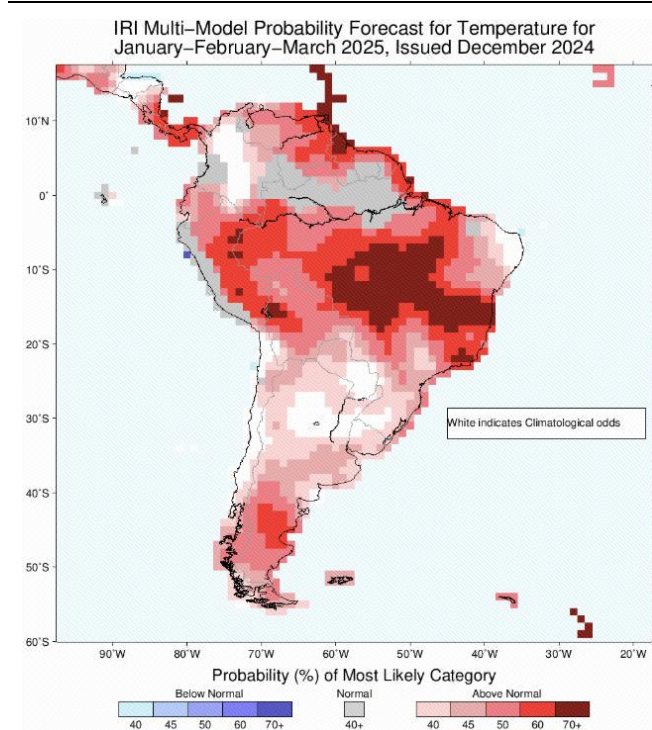 IRI Multi-Model Probability Forecast for Temperature for
January-February-March 2025, Issued December 2024
10˚N
0˚
10˚S
20˚S
30˚S
White indicates Climatological odds
40˚S
50˚S
60˚S
90˚W 80˚W 70˚W 60˚W 50˚W 40˚W 30˚W 20˚W
Probability (%) of Most Likely Category
Below Normal Normal Above Normal
40 45 50 60 70+ 40+ 40 45 50 60 70+